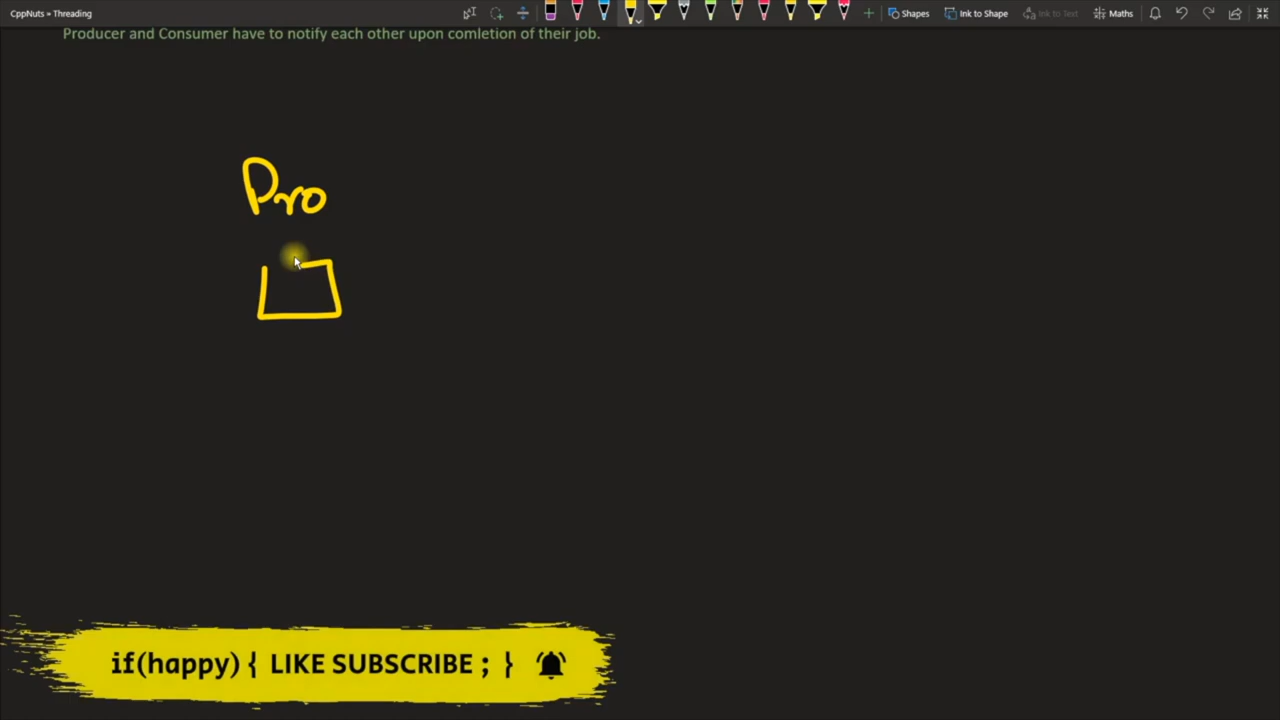 CppNuts » Threading
Shapes
Ink to Shape
Ink to Text
Maths
Producer and Consumer have to notify each other upon comletion of their job.
Pro
if(happy) { LIKE SUBSCRIBE ; }